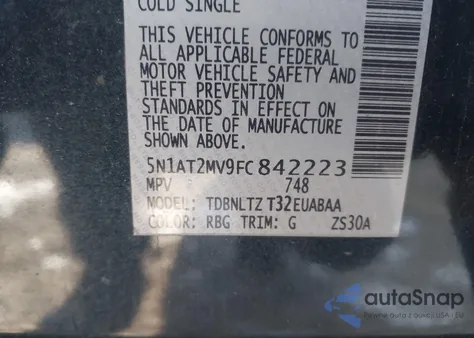 COLD SINGLE
THIS VEHICLE CONFORMS TO
ALL APPLICABLE FEDERAL
MOTOR VEHICLE SAFETY AND
THEFT PREVENTION
STANDARDS IN EFFECT ON
THE DATE OF MANUFACTURE
SHOWN ABOVE.
5N1AT2MV9FC842223
MPV 748
MODEL: TDBNLTZ T32EUABAA
COLOR: RBG TRIM: G ZS30A
autoSnap